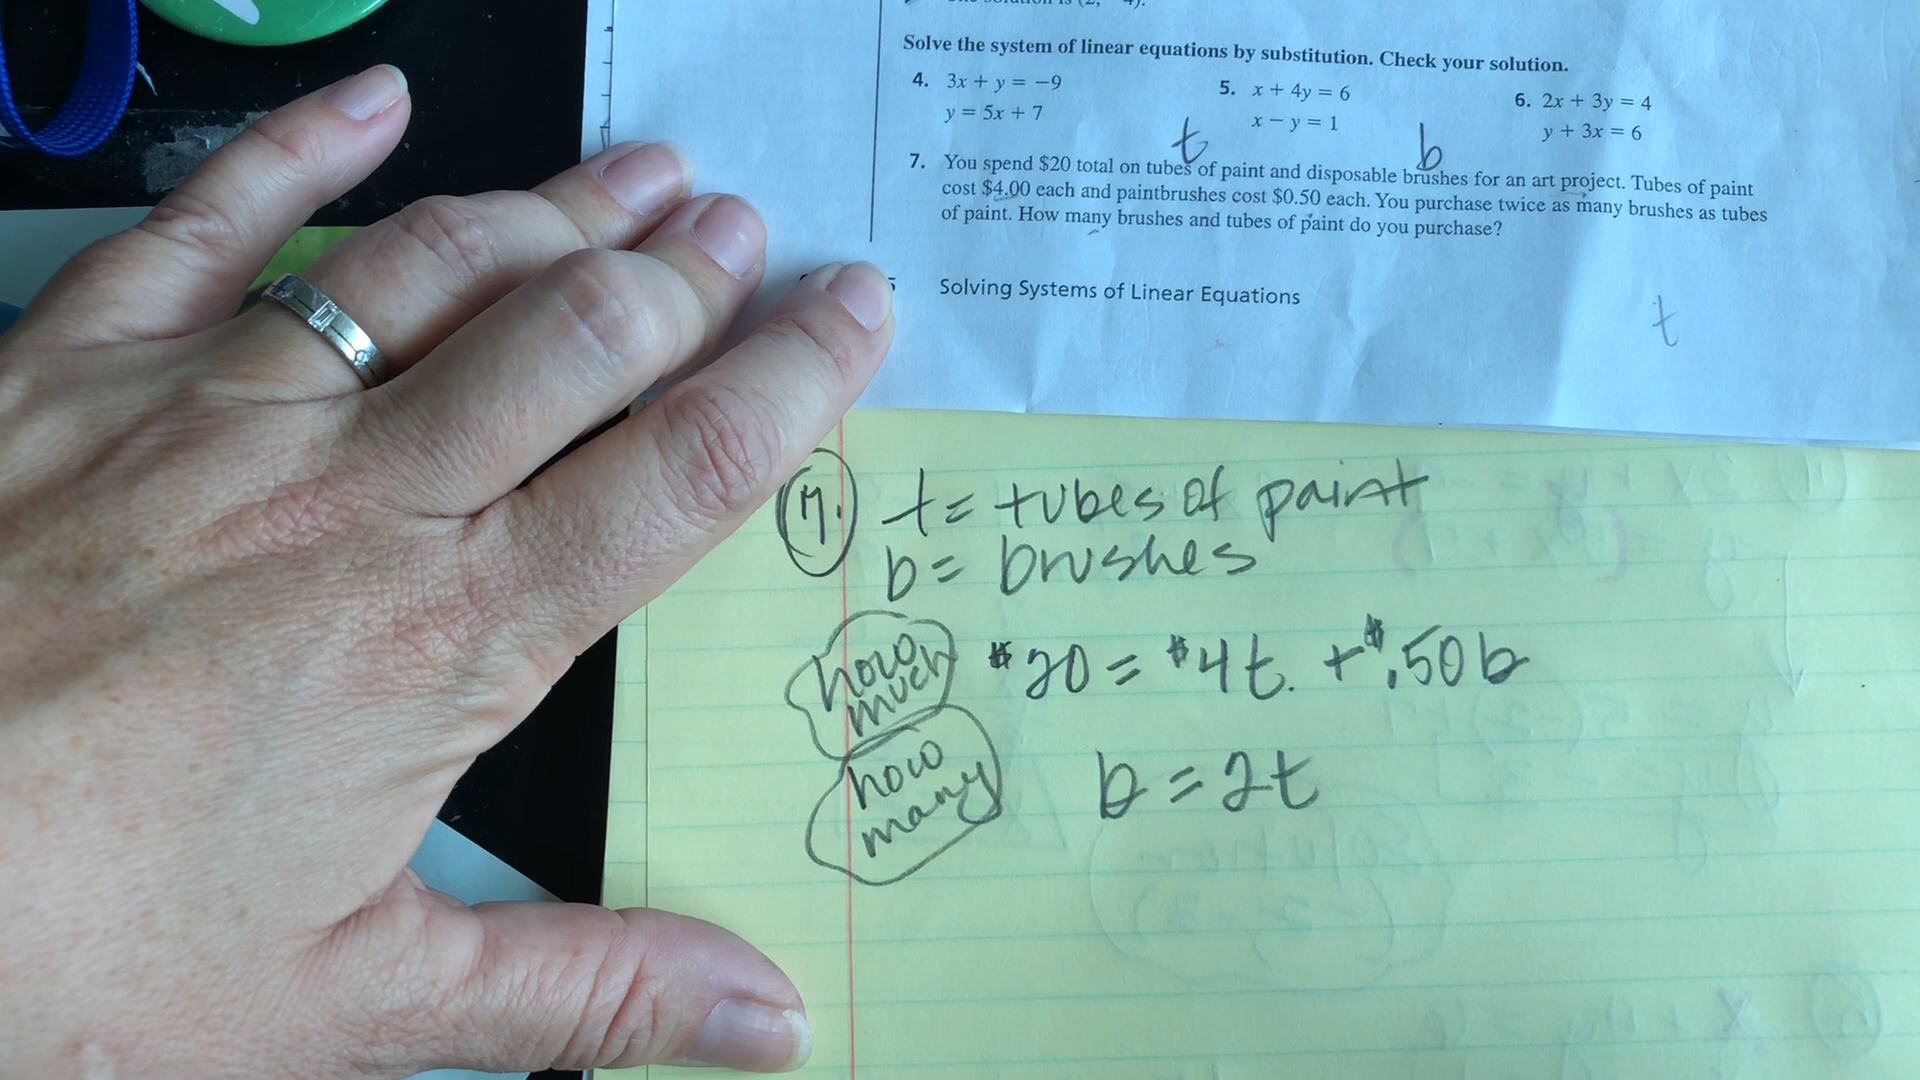 Solve the system of linear equations by substitution. Check your solution.
4. 3x + y = −9
y = 5x + 7
5. x + 4y = 6
x − y = 1
6. 2x + 3y = 4
y + 3x = 6
t b
7. You spend $20 total on tubes of paint and disposable brushes for an art project. Tubes of paint
cost $4.00 each and paintbrushes cost $0.50 each. You purchase twice as many brushes as tubes
of paint. How many brushes and tubes of paint do you purchase?
Solving Systems of Linear Equations
t
7. t = tubes of paint
b = brushes
how much $20 = $4t. + $.50b
how many b = 2t